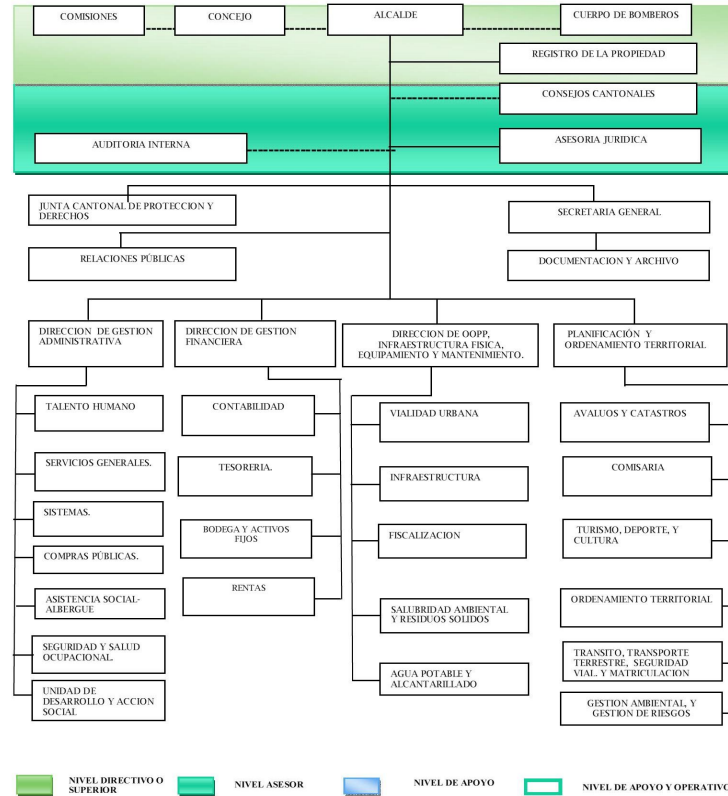 COMISIONES
CONCEJO
ALCALDE
CUERPO DE BOMBEROS
REGISTRO DE LA PROPIEDAD
CONSEJOS CANTONALES
AUDITORIA INTERNA
ASESORIA JURIDICA
JUNTA CANTONAL DE PROTECCION Y
DERECHOS
SECRETARIA GENERAL
RELACIONES PÚBLICAS
DOCUMENTACION Y ARCHIVO
DIRECCION DE GESTION
ADMINISTRATIVA
DIRECCION DE GESTION
FINANCIERA
DIRECCION DE OOPP,
INFRAESTRUCTURA FISICA,
EQUIPAMIENTO Y MANTENIMIENTO.
PLANIFICACIÓN Y
ORDENAMIENTO TERRITORIAL
TALENTO HUMANO
SERVICIOS GENERALES.
SISTEMAS.
COMPRAS PÚBLICAS.
ASISTENCIA SOCIAL-
ALBERGUE
SEGURIDAD Y SALUD
OCUPACIONAL.
UNIDAD DE
DESARROLLO Y ACCION
SOCIAL
CONTABILIDAD
TESORERIA.
BODEGA Y ACTIVOS
FIJOS
RENTAS
VIALIDAD URBANA
INFRAESTRUCTURA
FISCALIZACION
SALUBRIDAD AMBIENTAL
Y RESIDUOS SOLIDOS
AGUA POTABLE Y
ALCANTARILLADO
AVALUOS Y CATASTROS
COMISARIA
TURISMO, DEPORTE, Y
CULTURA
ORDENAMIENTO TERRITORIAL
TRANSITO, TRANSPORTE
TERRESTRE, SEGURIDAD
VIAL. Y MATRICULACION
GESTION AMBIENTAL, Y
GESTION DE RIESGOS
NIVEL DIRECTIVO O
SUPERIOR
NIVEL ASESOR
NIVEL DE APOYO
NIVEL DE APOYO Y OPERATIVO